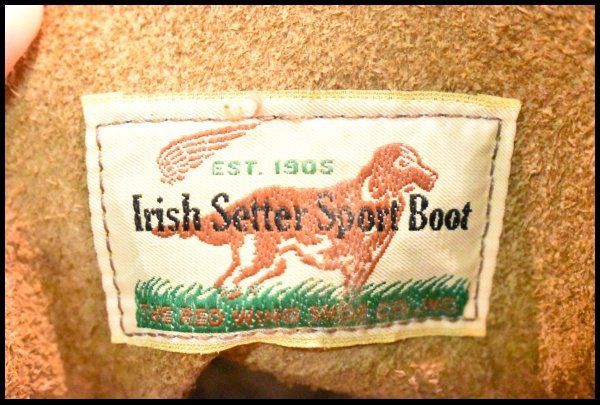 EST. 1905
Irish Setter Sport Boot
THE RED WING SHOE CO. INC.